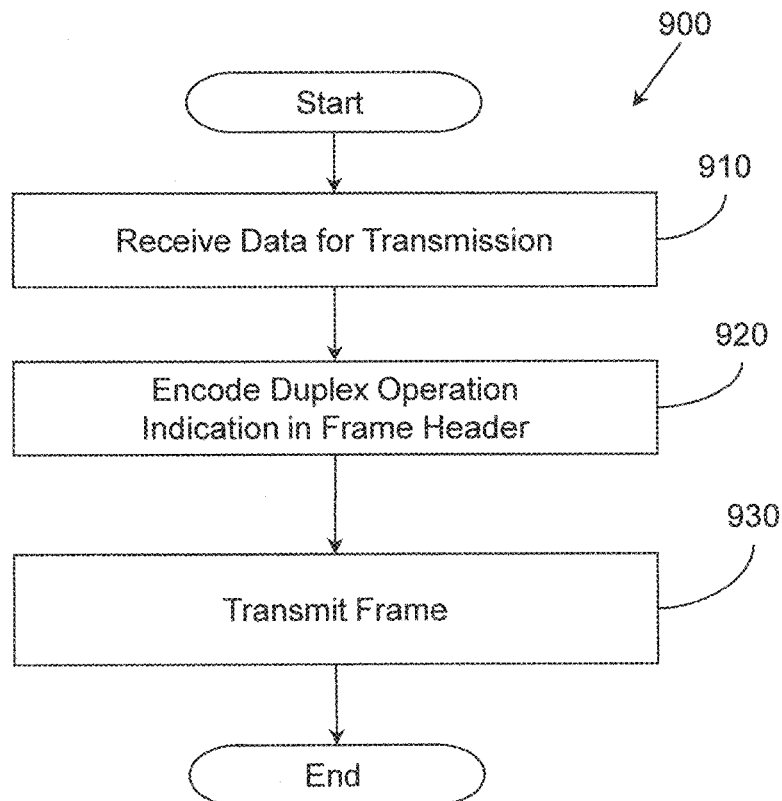 900
Start
910
Receive Data for Transmission
920
Encode Duplex Operation
Indication in Frame Header
930
Transmit Frame
End